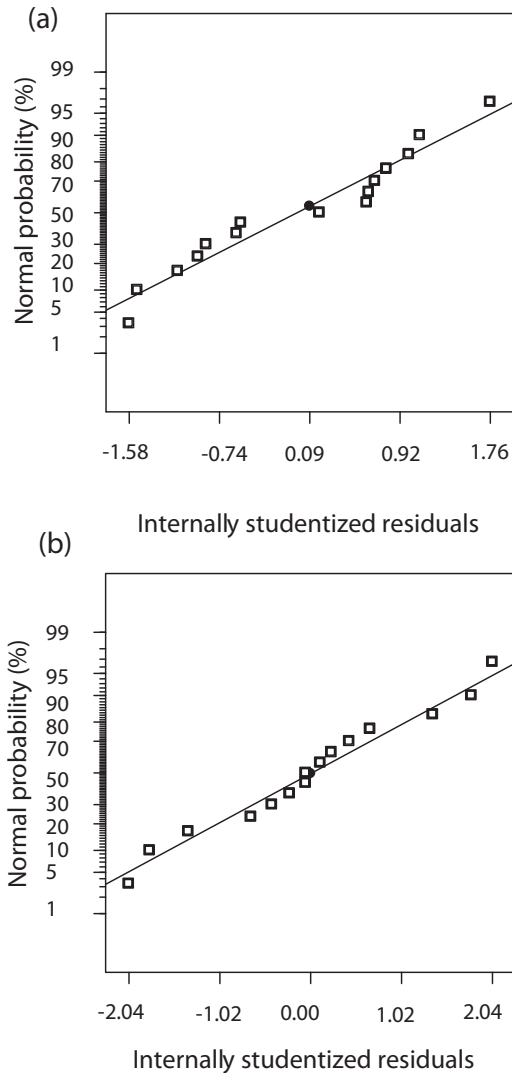 (a)
Normal probability (%)
99
95
90
80
70
50
30
20
10
5
1
-1.58 -0.74 0.09 0.92 1.76
Internally studentized residuals
(b)
Normal probability (%)
99
95
90
80
70
50
30
20
10
5
1
-2.04 -1.02 0.00 1.02 2.04
Internally studentized residuals